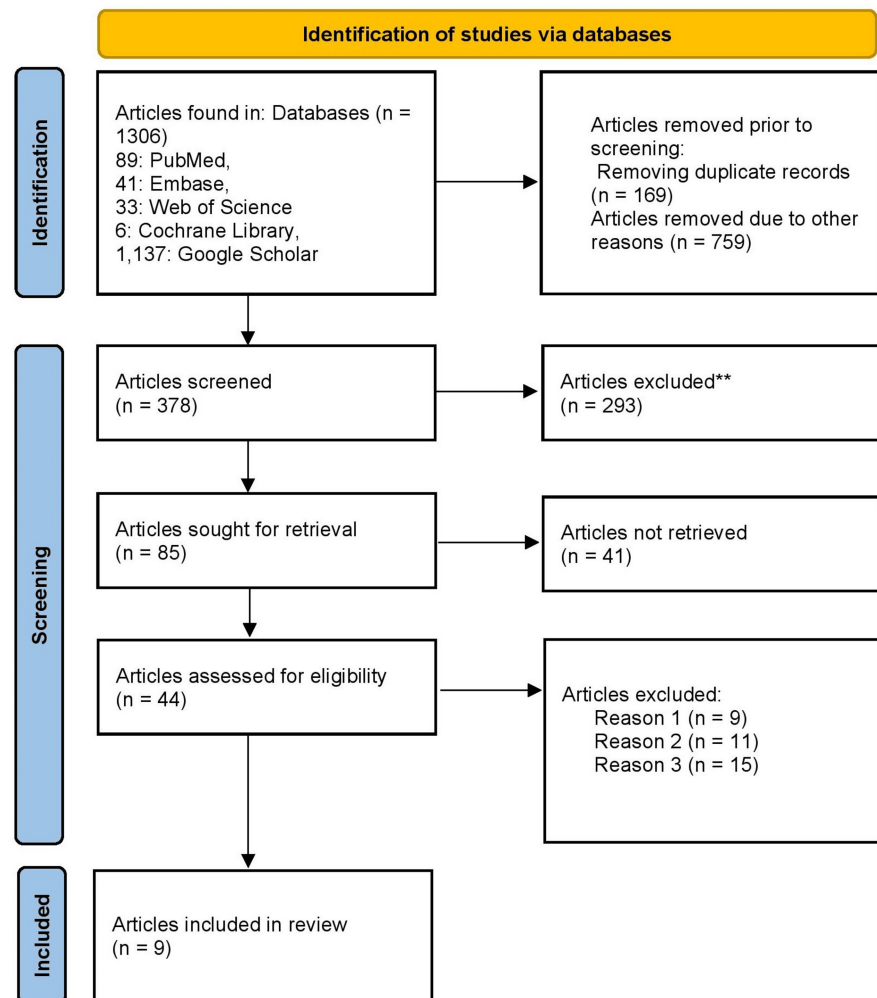 Identification of studies via databases
Identification
Articles found in: Databases (n =
1306)
89: PubMed,
41: Embase,
33: Web of Science
6: Cochrane Library,
1,137: Google Scholar
Articles removed prior to
screening:
Removing duplicate records
(n = 169)
Articles removed due to other
reasons (n = 759)
Screening
Articles screened
(n = 378)
Articles excluded**
(n = 293)
Articles sought for retrieval
(n = 85)
Articles not retrieved
(n = 41)
Articles assessed for eligibility
(n = 44)
Articles excluded:
Reason 1 (n = 9)
Reason 2 (n = 11)
Reason 3 (n = 15)
Included
Articles included in review
(n = 9)